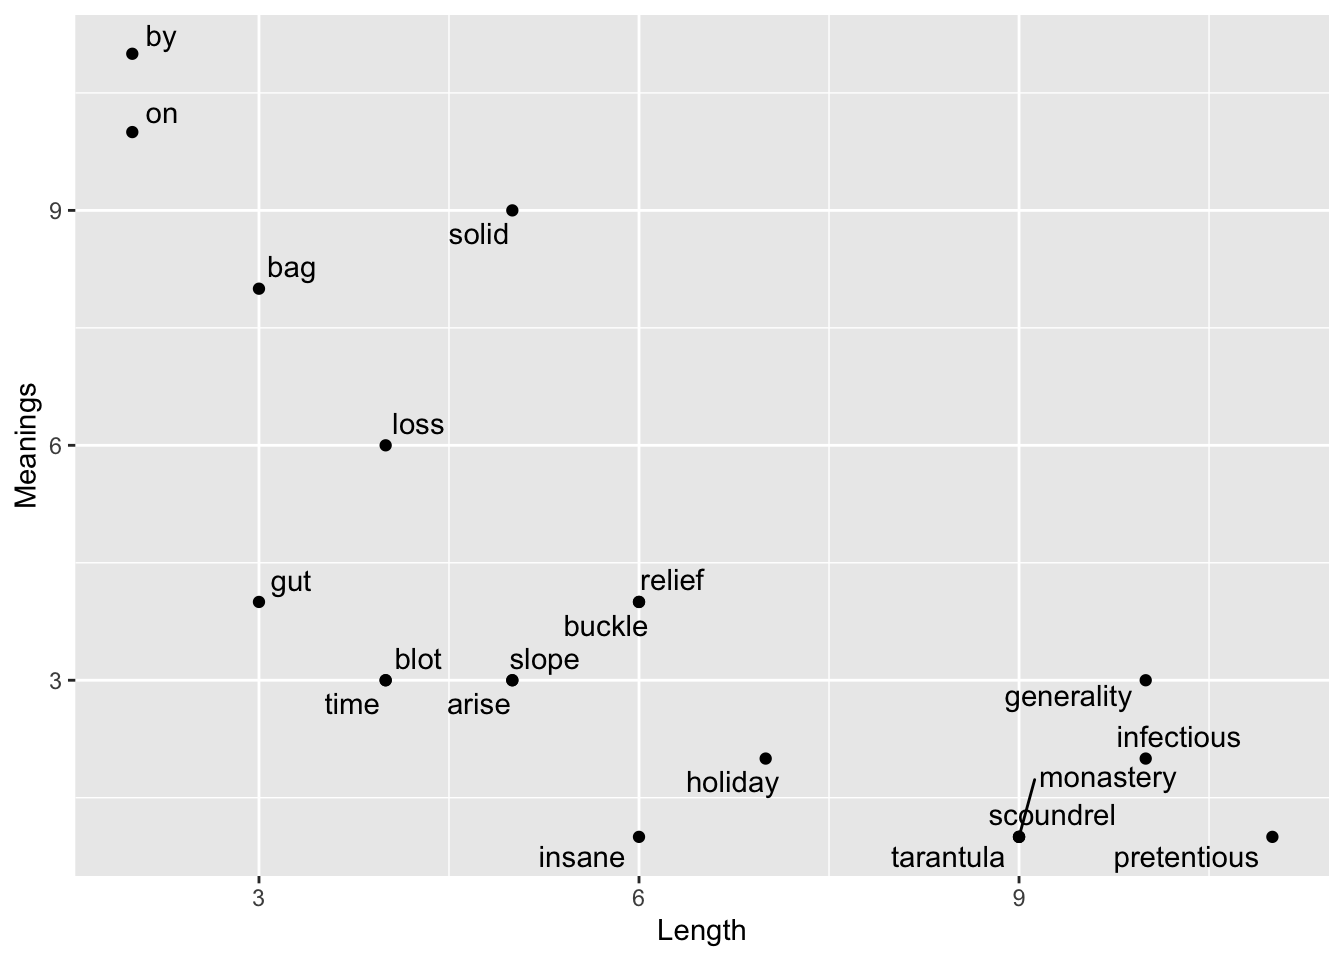 by
on
9
solid
bag
loss
6
Meanings
gut
relief
buckle
blot
slope
3
time
arise
generality
infectious
holiday
monastery
scoundrel
insane
tarantula
pretentious
3
6
9
Length